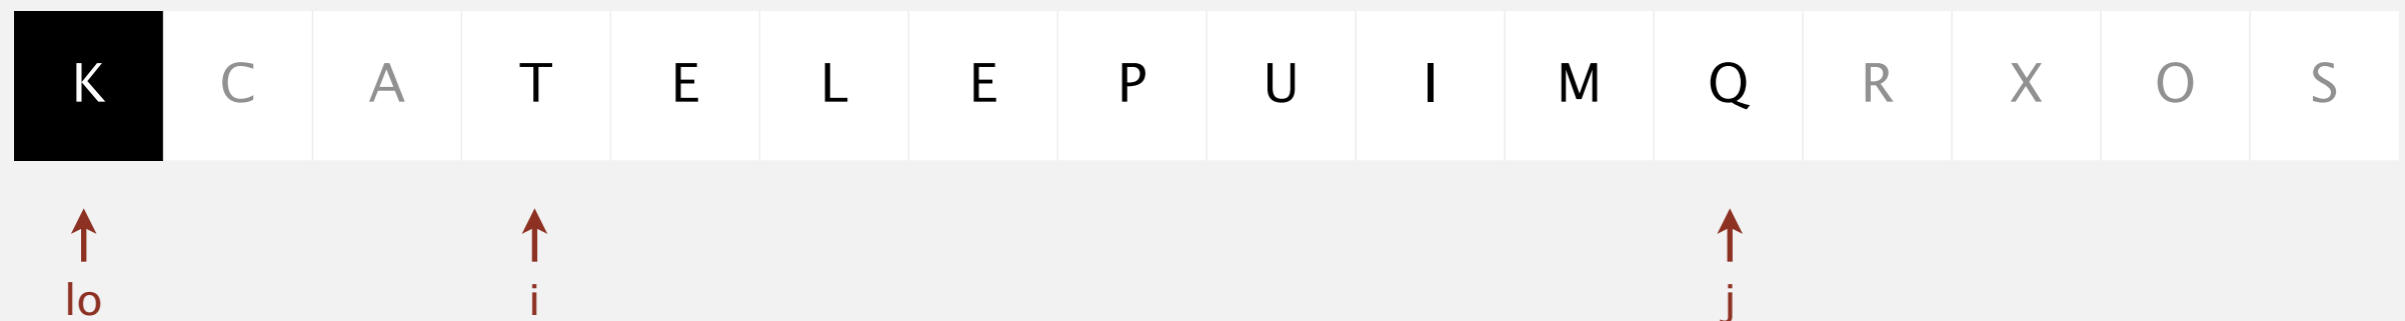 K C A T E L E P U I M Q R X O S
lo i j